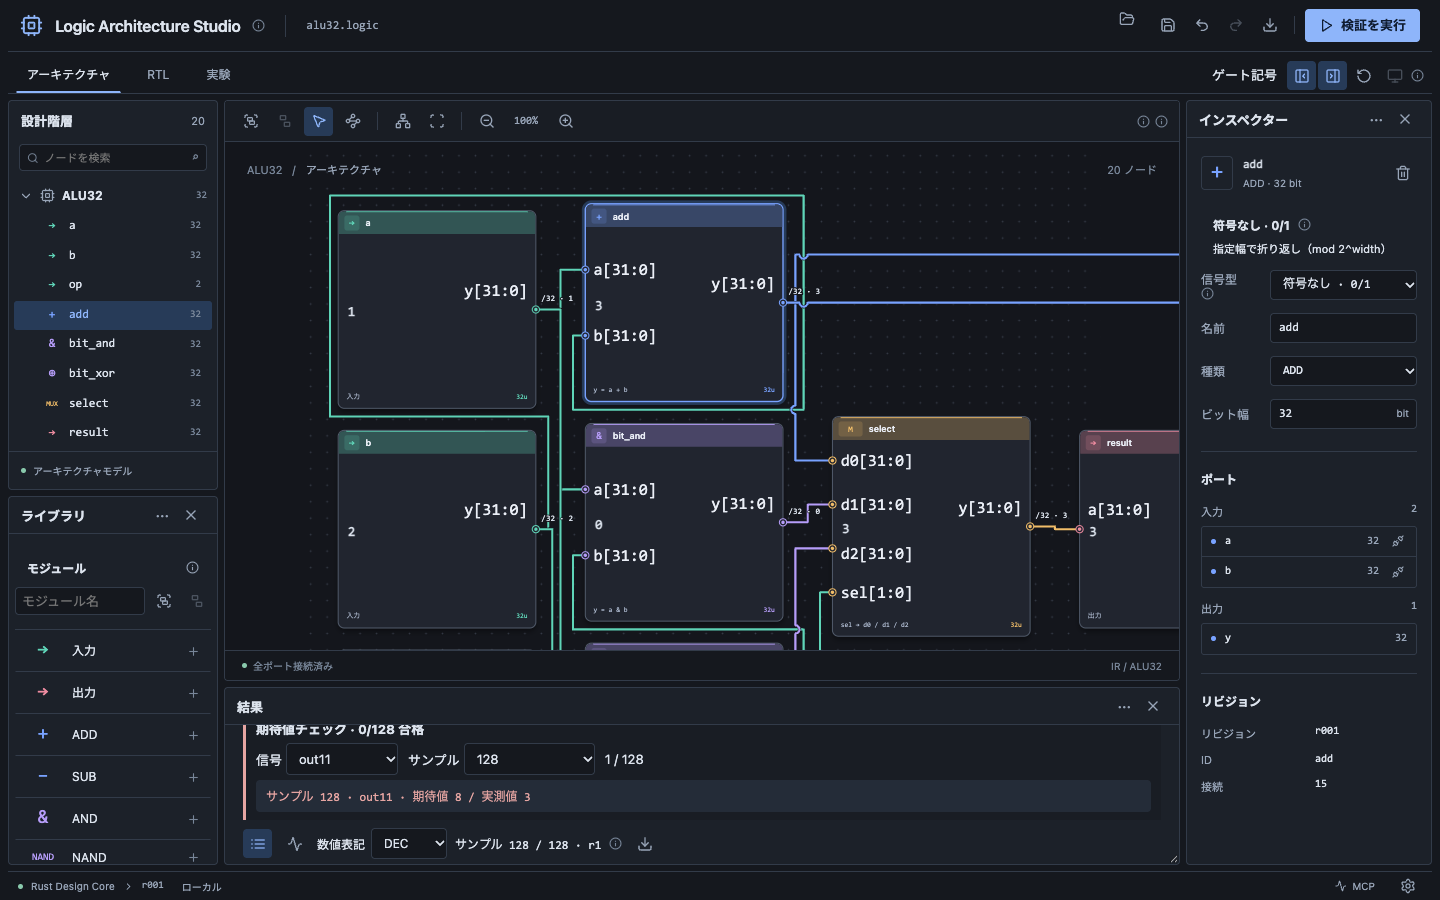 Logic Architecture Studio
alu32.logic
検証を実行
アーキテクチャ
RTL
実験
ゲート記号
設計階層
20
ノードを検索
ALU32
32
a
32
b
32
op
2
add
32
& bit_and
32
bit_xor
32
MUX select
32
result
32
アーキテクチャモデル
ライブラリ
モジュール
モジュール名
入力
出力
ADD
SUB
& AND
NAND NAND
100%
ALU32 / アーキテクチャ
20 ノード
a
y[31:0]
1
入力
32u
/32 · 1
add
a[31:0]
y[31:0]
3
b[31:0]
y = a + b
32u
/32 · 3
b
y[31:0]
2
入力
32u
/32 · 2
& bit_and
a[31:0]
y[31:0]
0
b[31:0]
y = a & b
32u
/32 · 0
M select
d0[31:0]
d1[31:0]
y[31:0]
3
d2[31:0]
sel[1:0]
sel → d0 / d1 / d2
32u
/32 · 3
result
a[31:0]
3
出力
全ポート接続済み
IR / ALU32
結果
期待値チェック · 0/128 合格
信号 out11 サンプル 128 1 / 128
サンプル 128 · out11 · 期待値 8 / 実測値 3
数値表記 DEC サンプル 128 / 128 · r1
インスペクター
add
ADD · 32 bit
符号なし · 0/1
指定幅で折り返し（mod 2^width）
信号型 符号なし · 0/1
名前 add
種類 ADD
ビット幅 32 bit
ポート
入力 2
a 32
b 32
出力 1
y 32
リビジョン
リビジョン r001
ID add
接続 15
Rust Design Core > r001 ローカル
MCP